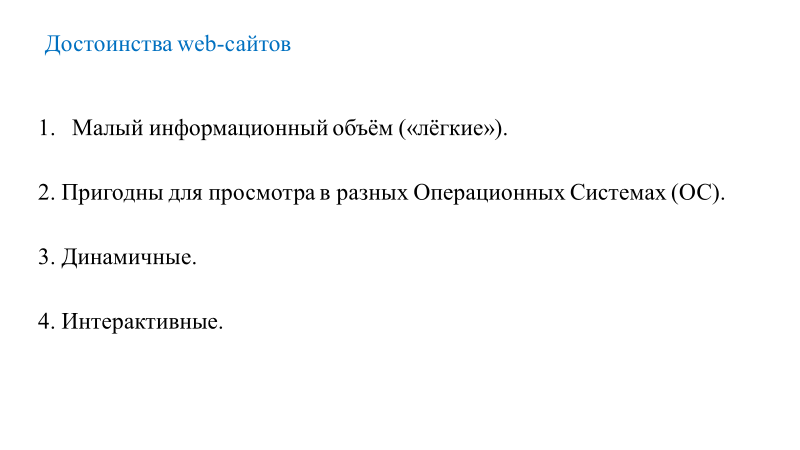 Достоинства web-сайтов
1. Малый информационный объём («лёгкие»).
2. Пригодны для просмотра в разных Операционных Системах (ОС).
3. Динамичные.
4. Интерактивные.